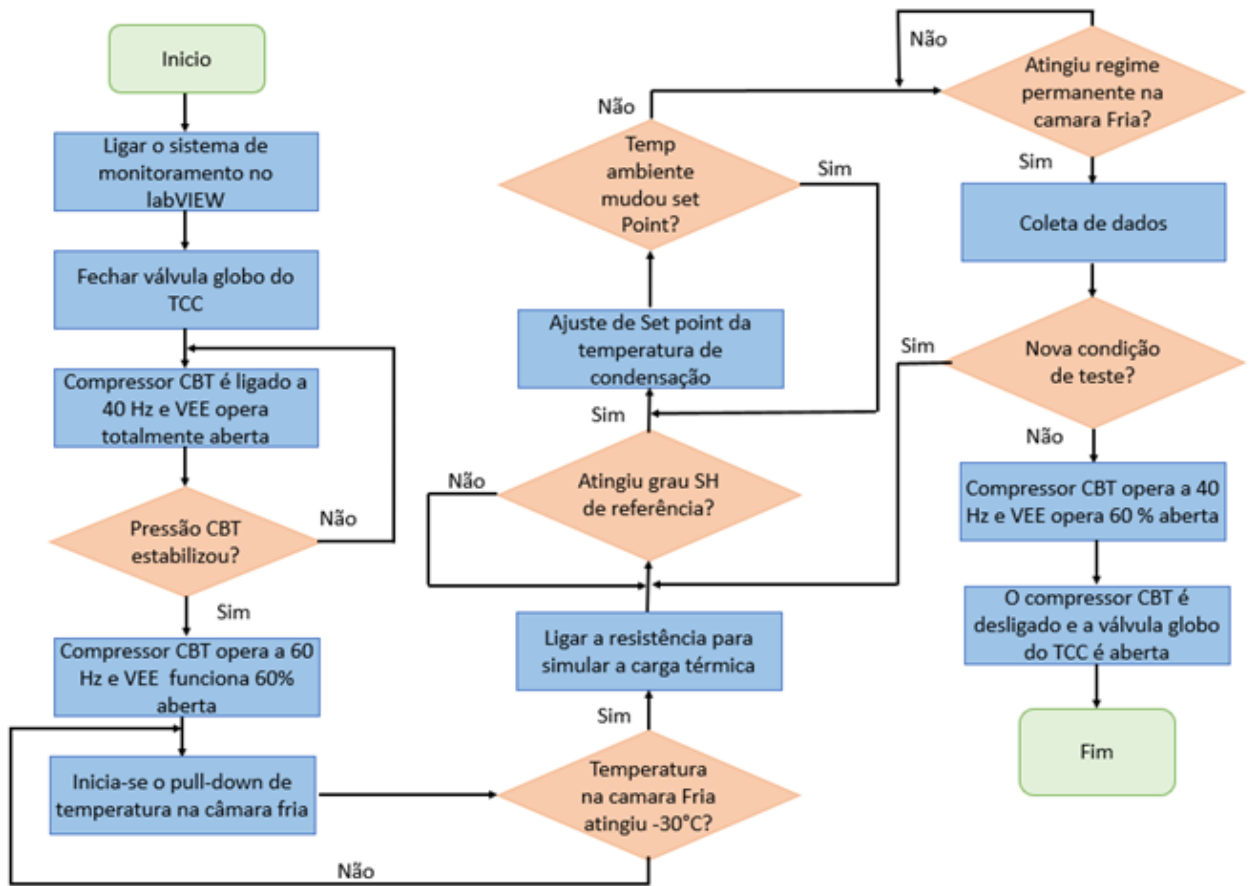 Inicio
Ligar o sistema de
monitoramento no
labVIEW
Fechar válvula globo do
TCC
Compressor CBT é ligado a
40 Hz e VEE opera
totalmente aberta
Pressão CBT
estabilizou?
Não
Sim
Compressor CBT opera a 60
Hz e VEE funciona 60%
aberta
Inicia-se o pull-down de
temperatura na câmara fria
Temperatura
na camara Fria
atingiu -30°C?
Não
Sim
Ligar a resistência para
simular a carga térmica
Atingiu grau SH
de referência?
Não
Sim
Ajuste de Set point da
temperatura de
condensação
Temp
ambiente
mudou set
Point?
Não
Sim
Atingiu regime
permanente na
camara Fria?
Não
Sim
Coleta de dados
Nova condição
de teste?
Sim
Não
Compressor CBT opera a 40
Hz e VEE opera 60 % aberta
O compressor CBT é
desligado e a válvula globo
do TCC é aberta
Fim